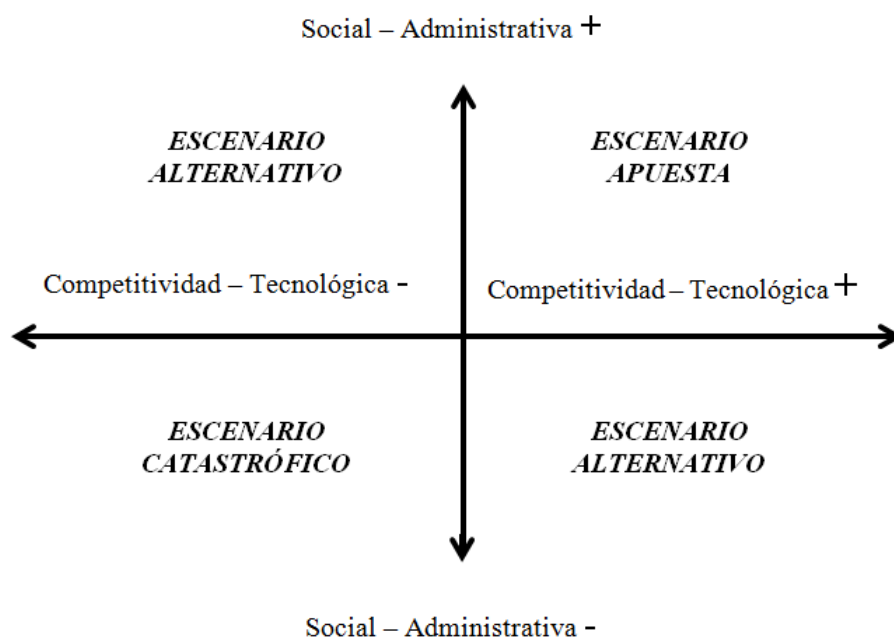 Social – Administrativa +
ESCENARIO
ALTERNATIVO
ESCENARIO
APUESTA
Competitividad – Tecnológica -
Competitividad – Tecnológica +
ESCENARIO
CATASTRÓFICO
ESCENARIO
ALTERNATIVO
Social – Administrativa -